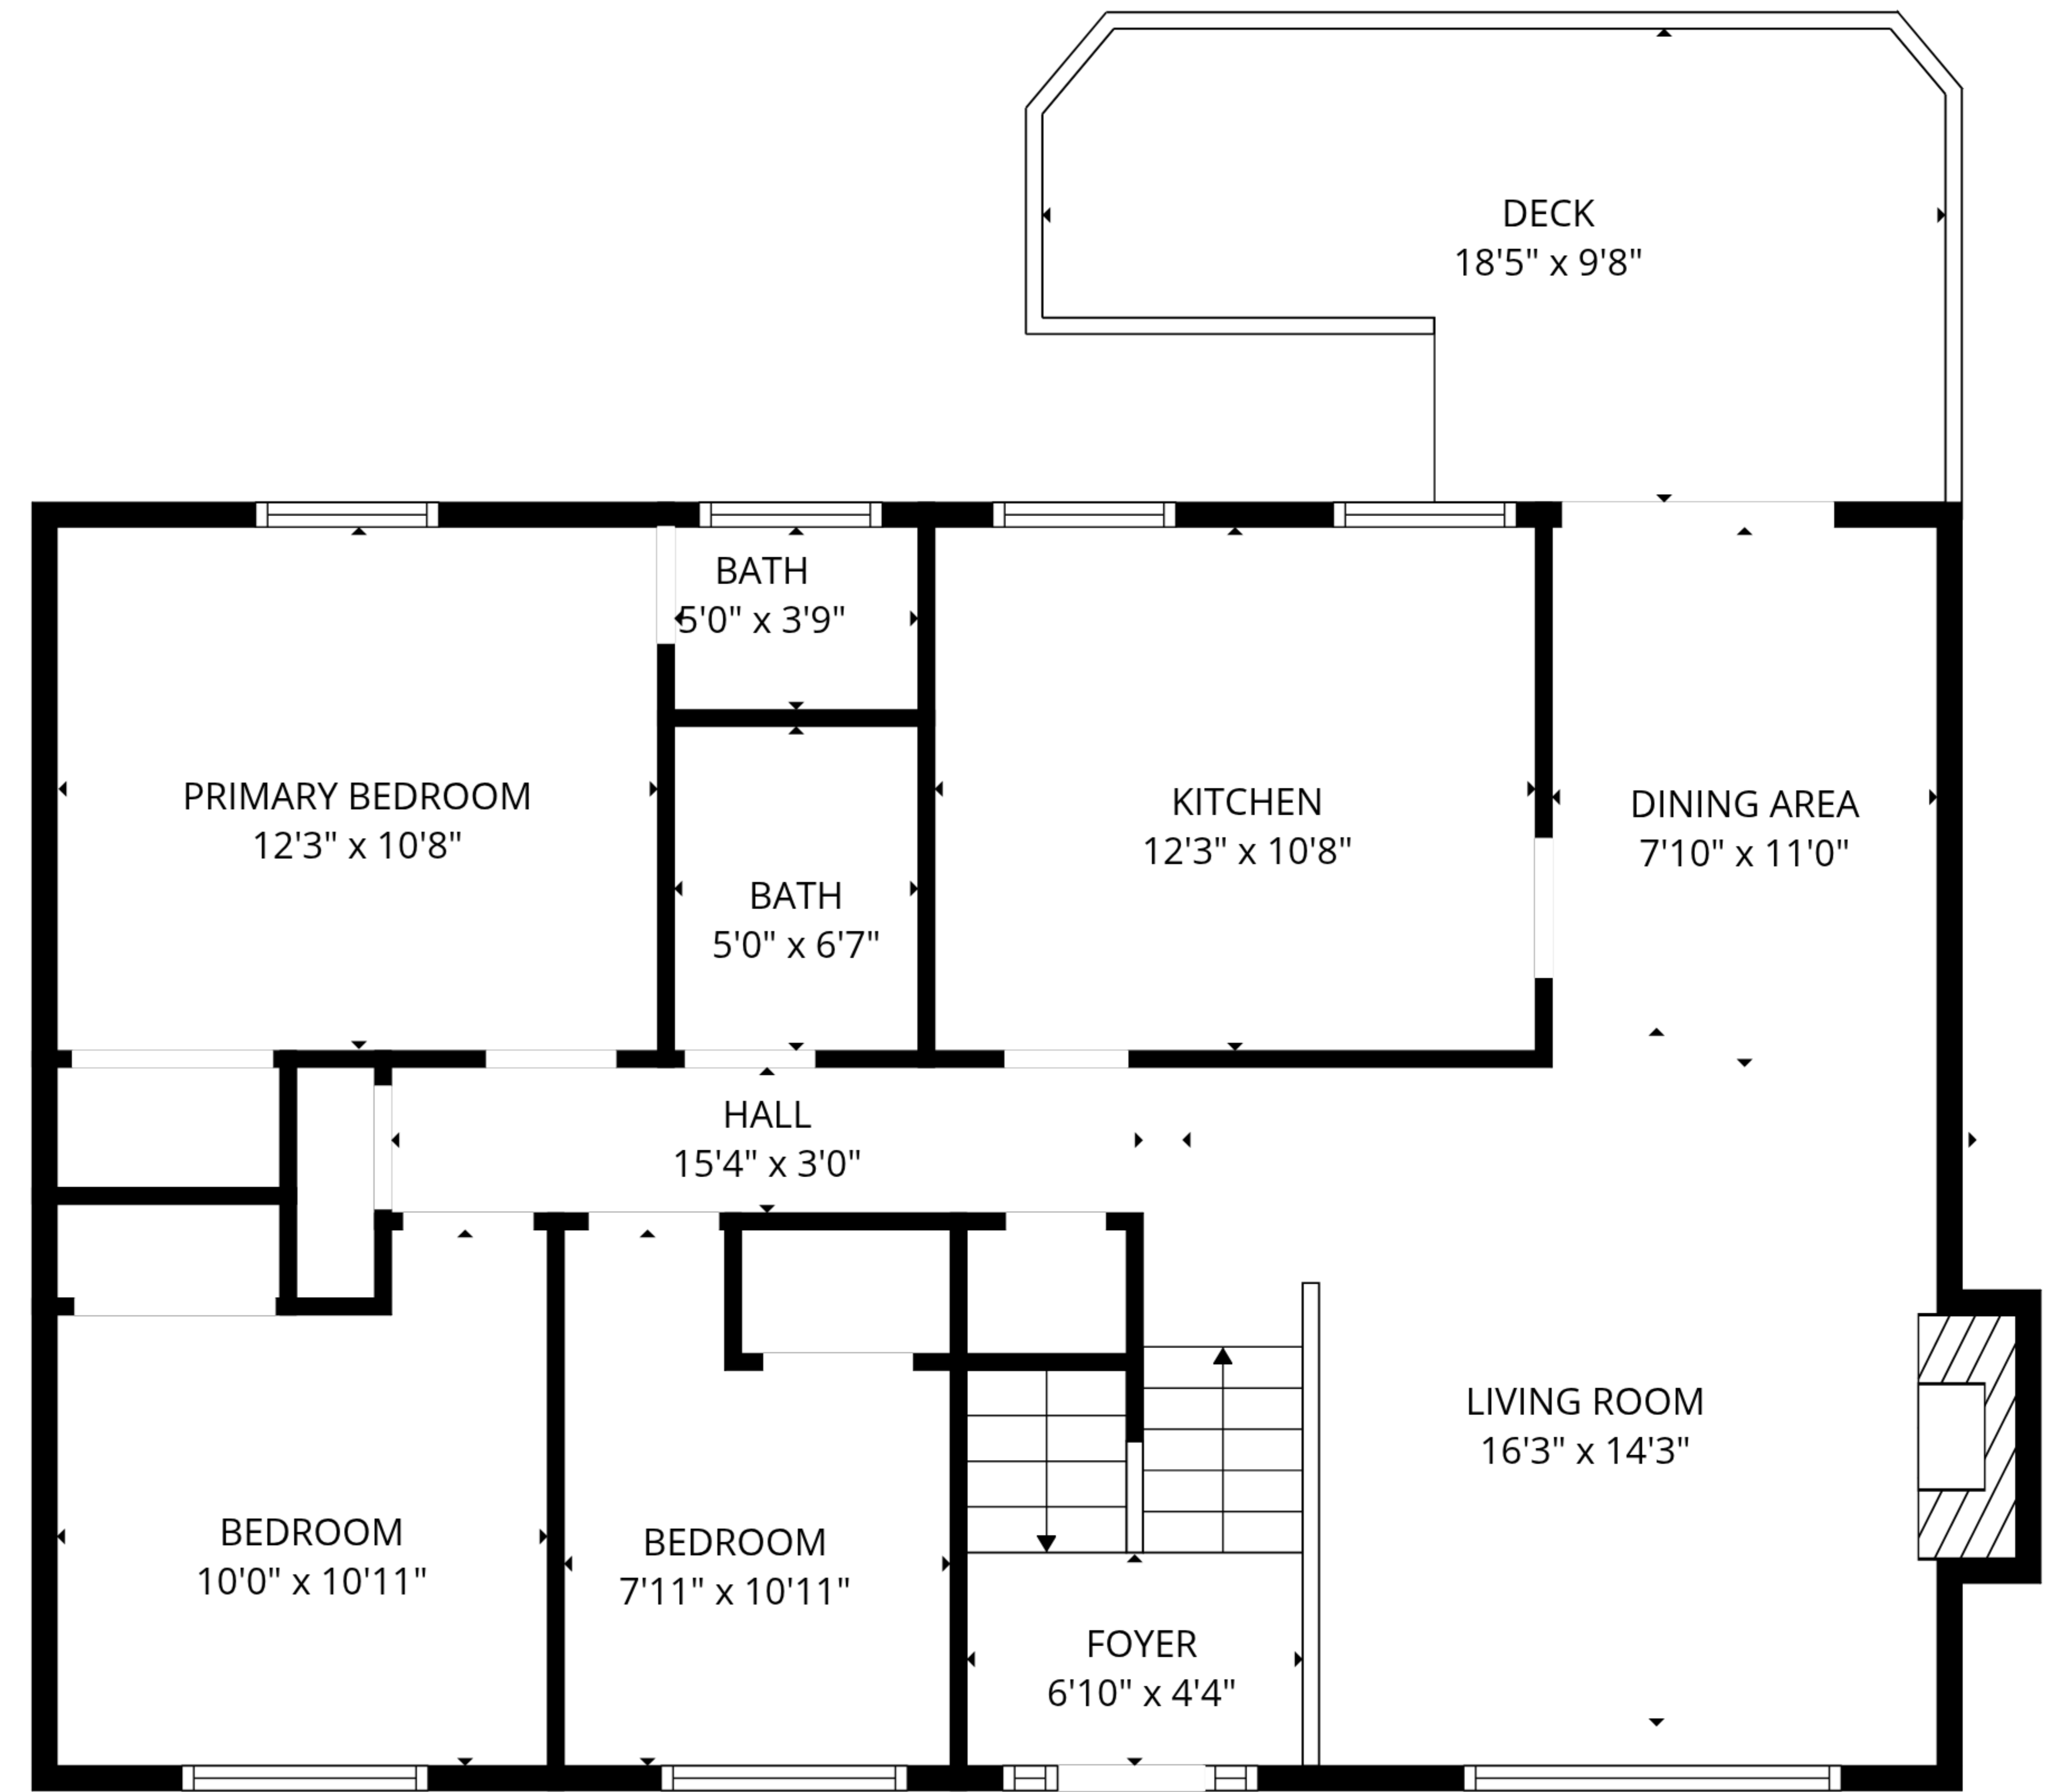 DECK
18'5" x 9'8"
BATH
5'0" x 3'9"
PRIMARY BEDROOM
12'3" x 10'8"
KITCHEN
12'3" x 10'8"
DINING AREA
7'10" x 11'0"
BATH
5'0" x 6'7"
HALL
15'4" x 3'0"
LIVING ROOM
16'3" x 14'3"
BEDROOM
10'0" x 10'11"
BEDROOM
7'11" x 10'11"
FOYER
6'10" x 4'4"